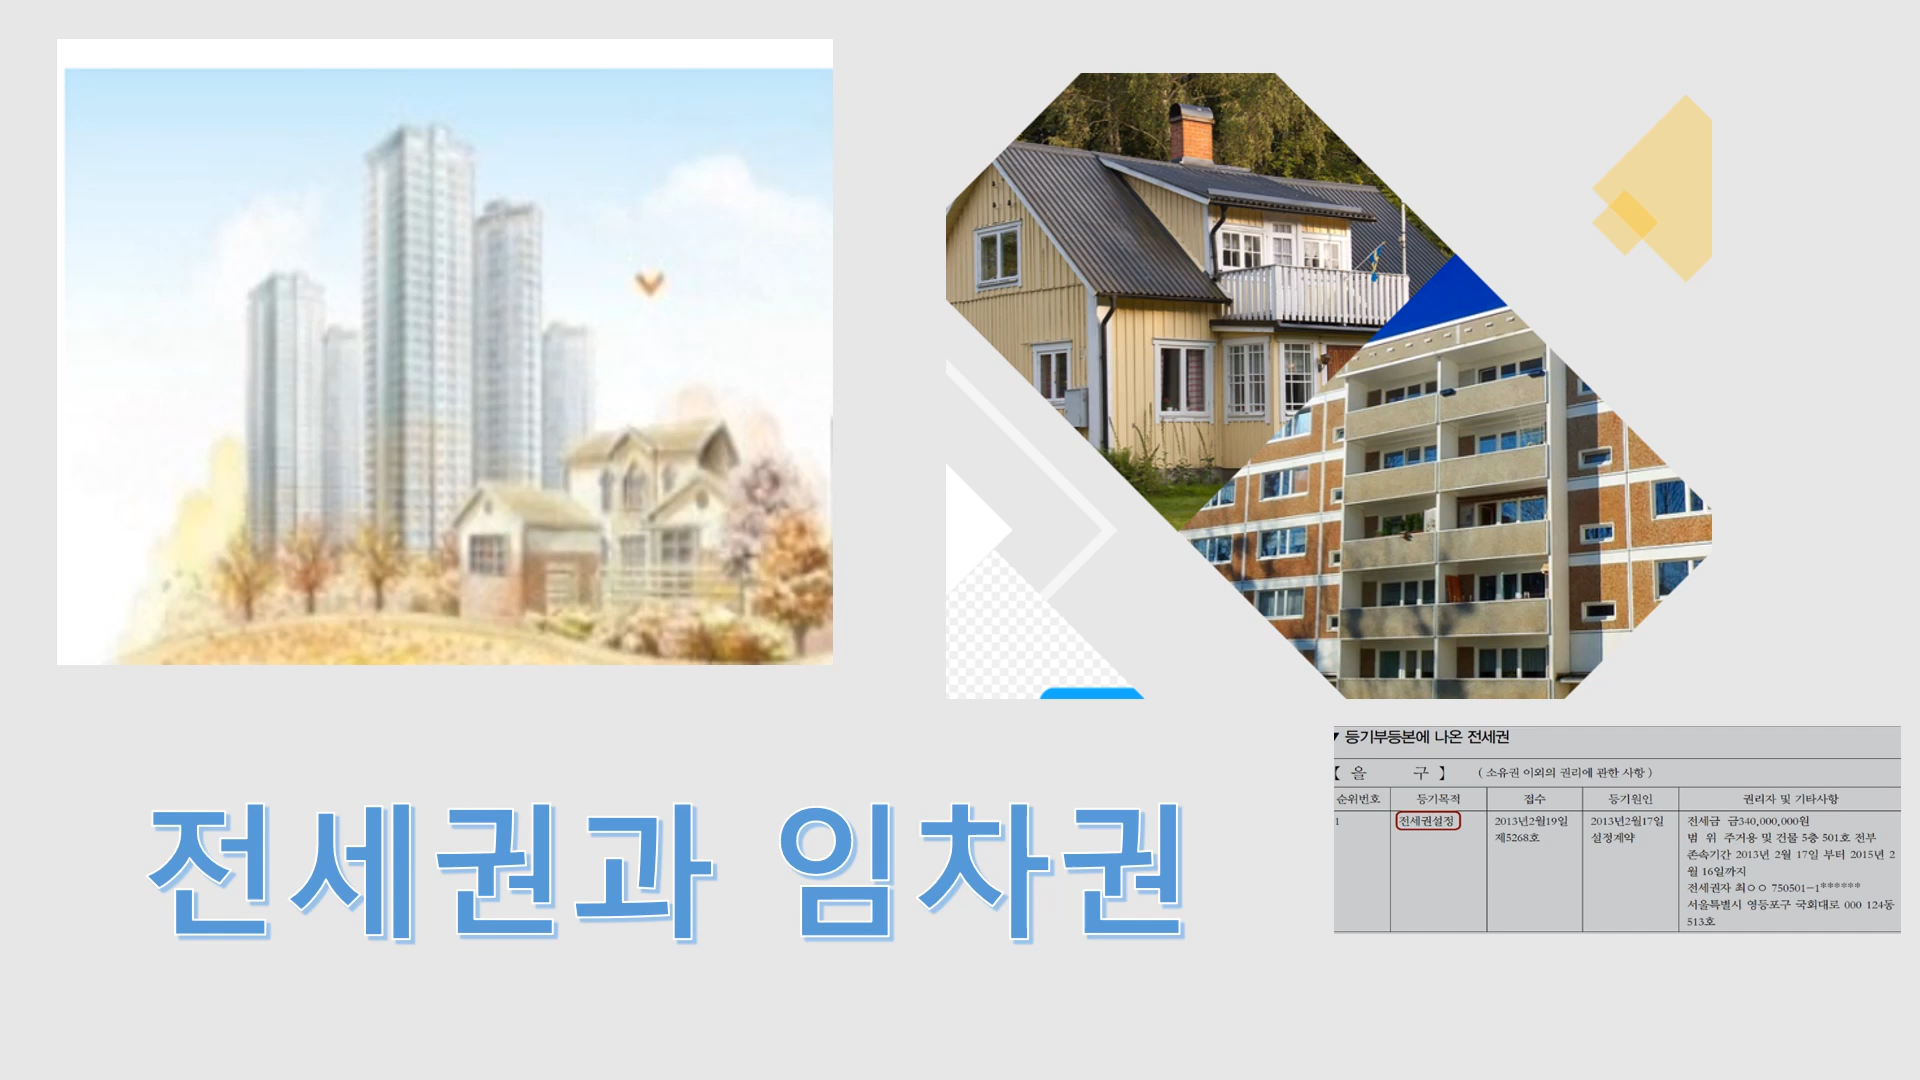 전세권과 임차권
▼ 등기부등본에 나온 전세권
【 을 구 】 ( 소유권 이외의 권리에 관한 사항 )
순위번호 등기목적 접수 등기원인 권리자 및 기타사항
1 전세권설정 2013년2월19일 2013년2월17일 전세금 금340,000,000원
제5268호 설정계약 범 위 주거용 및 건물 5층 501호 전부
존속기간 2013년 2월 17일 부터 2015년 2
월 16일까지
전세권자 최○○ 750501-1******
서울특별시 영등포구 국회대로 000 124동
513호